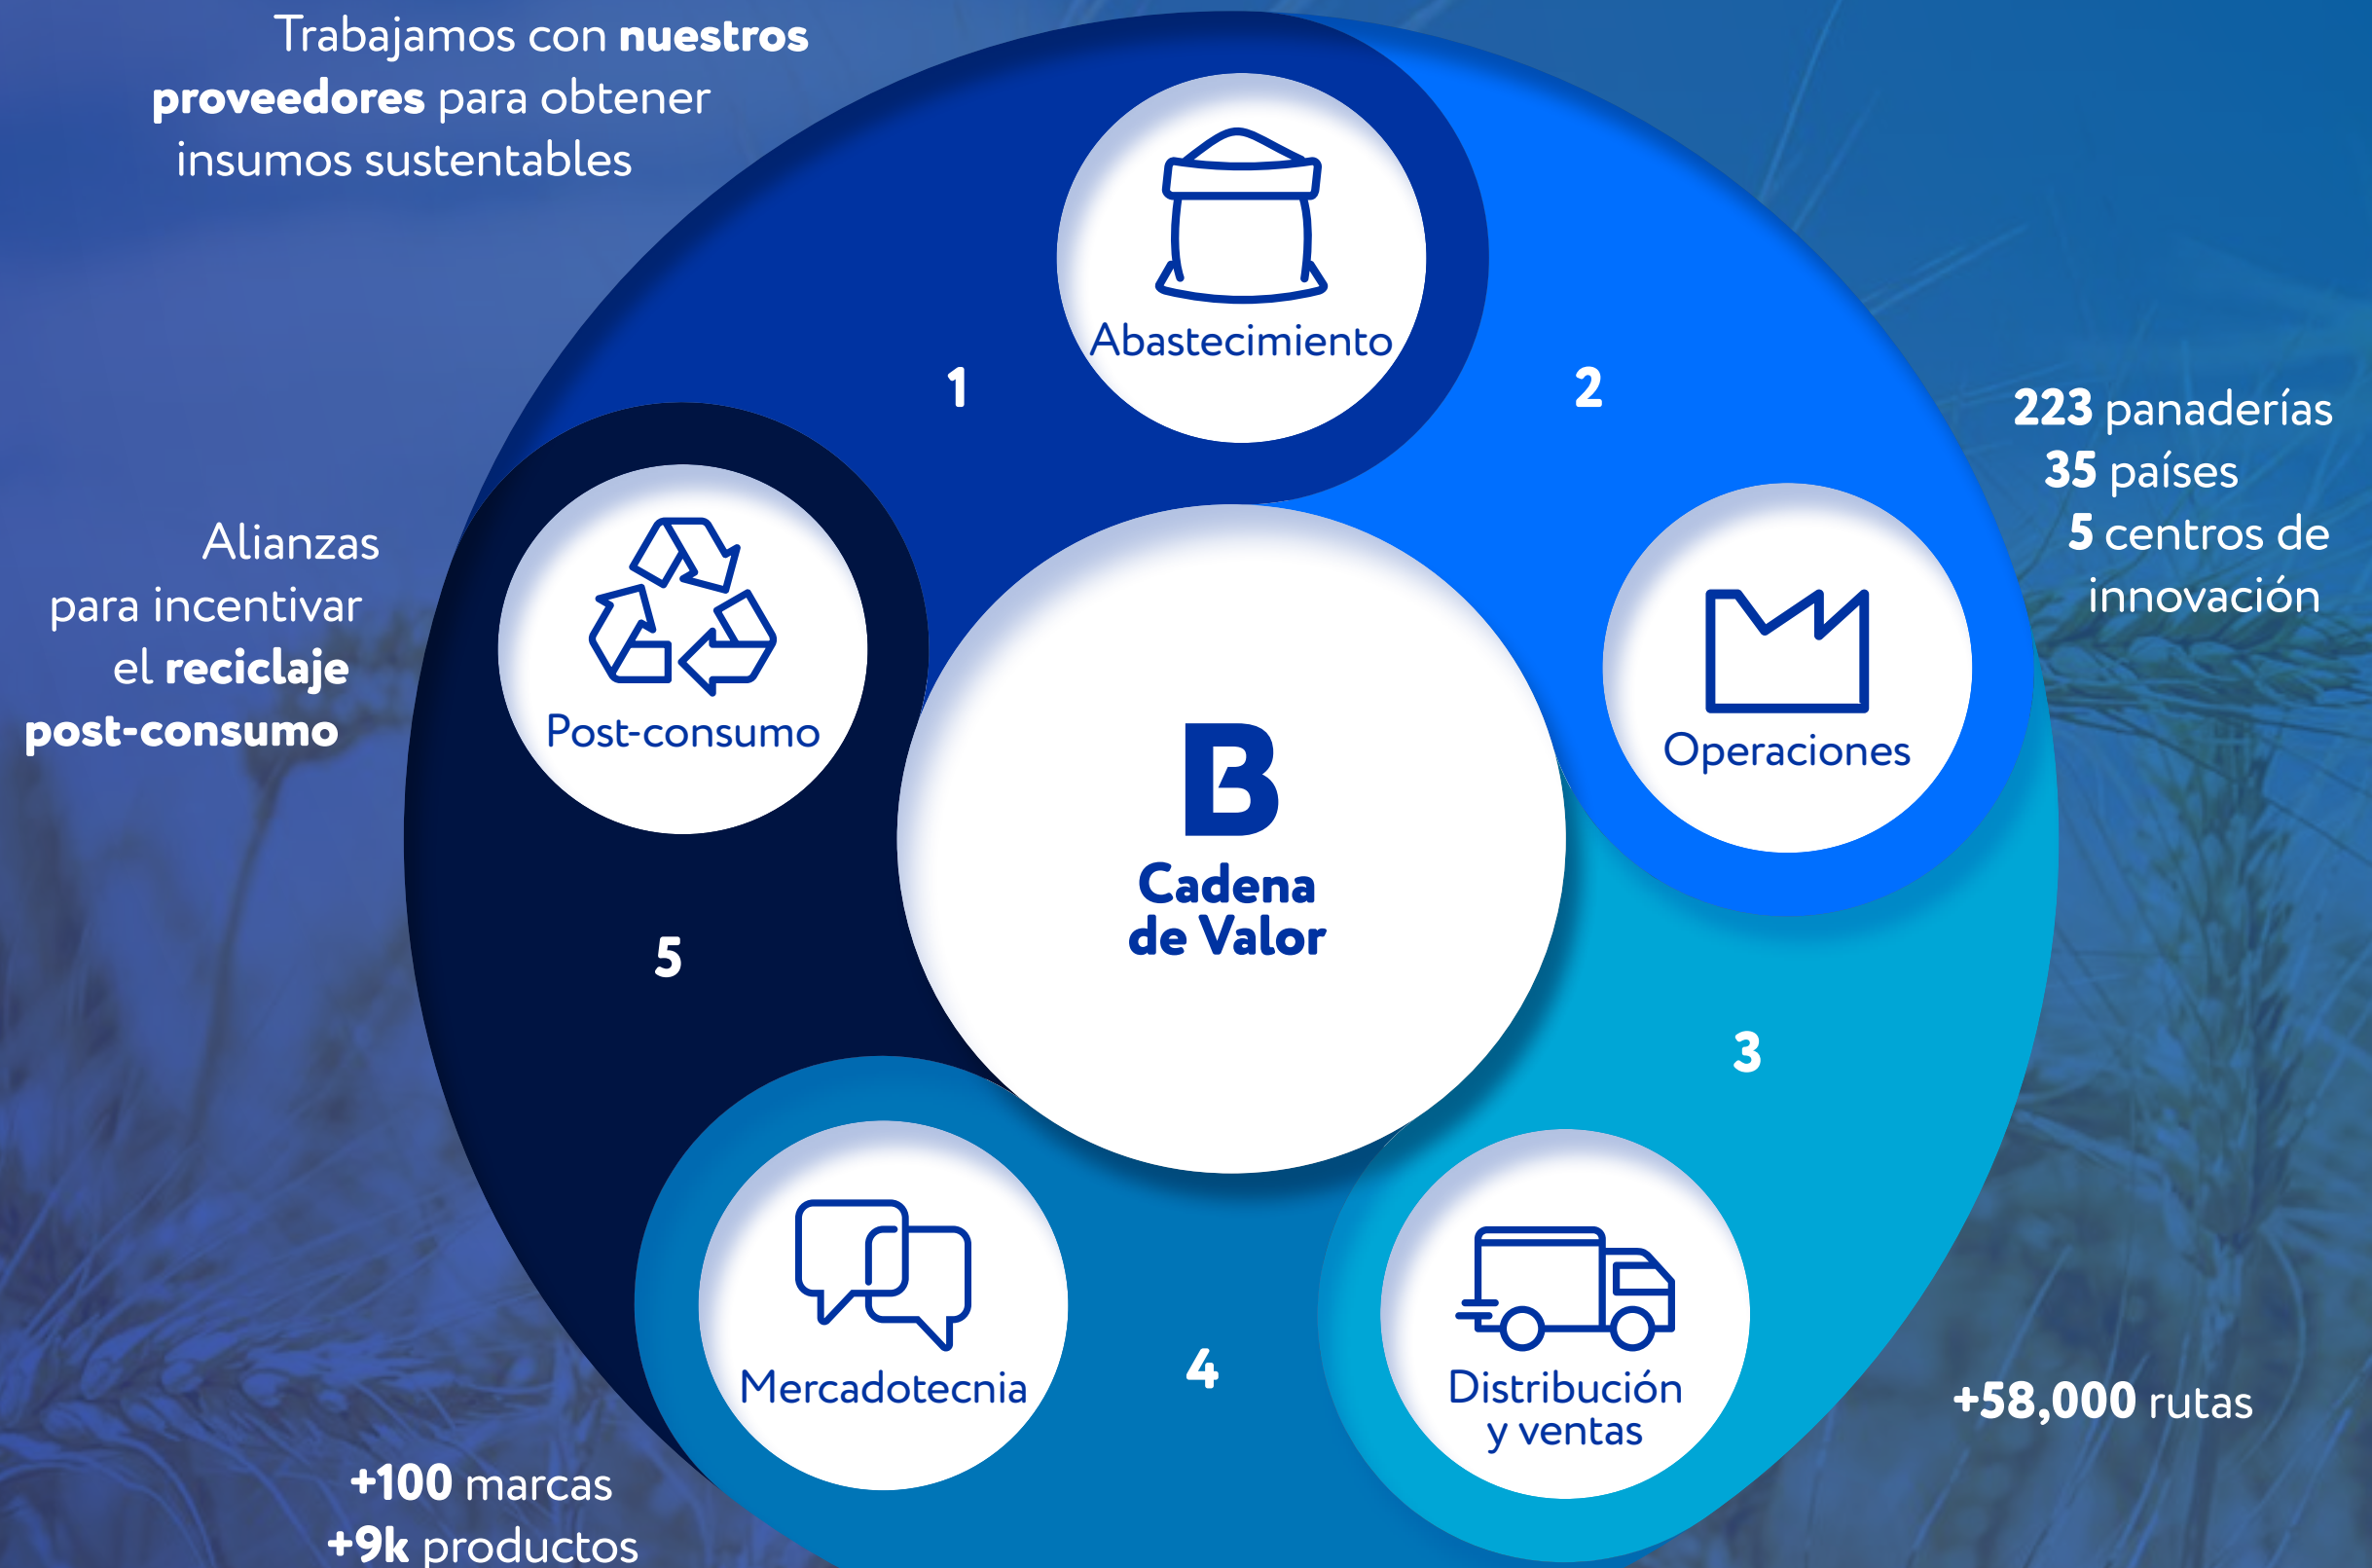 Trabajamos con nuestros
proveedores para obtener
insumos sustentables
1
Abastecimiento
2
223 panaderías
35 países
5 centros de
innovación
Operaciones
Alianzas
para incentivar
el reciclaje
post-consumo
Post-consumo
B
Cadena
de Valor
5
3
4
Mercadotecnia
Distribución
y ventas
+58,000 rutas
+100 marcas
+9k productos